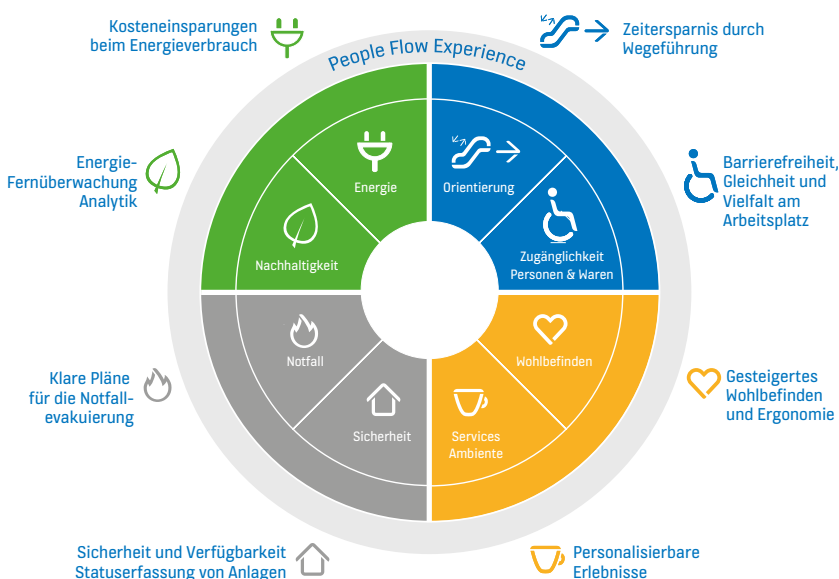 Kosteneinsparungen
beim Energieverbrauch
Zeitersparnis durch
Wegeführung
People Flow Experience
Energie
Orientierung
Energie-
Fernüberwachung
Analytik
Barrierefreiheit,
Gleichheit und
Vielfalt am
Arbeitsplatz
Nachhaltigkeit
Zugänglichkeit
Personen & Waren
Notfall
Wohlbefinden
Klare Pläne
für die Notfall-
evakuierung
Gesteigertes
Wohlbefinden
und Ergonomie
Sicherheit
Services
Ambiente
Sicherheit und Verfügbarkeit
Statuserfassung von Anlagen
Personalisierbare
Erlebnisse